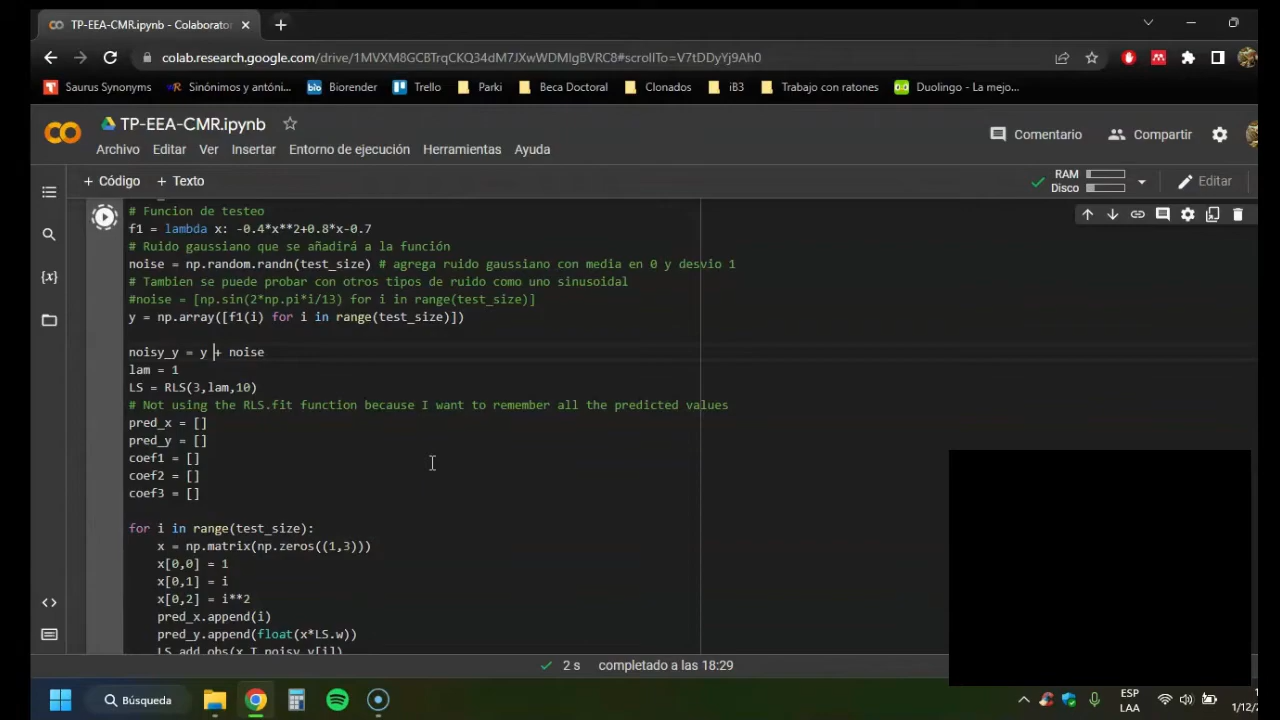 TP-EEA-CMR.ipynb - Colaborato
colab.research.google.com/drive/1MVXM8GCBTrqCKQ34dM7JXwWDMlgBVRC8#scrollTo=V7tDDyYj9Ah0
Saurus Synonyms
Sinónimos y antóni...
Biorender
Trello
Parki
Beca Doctoral
Clonados
iB3
Trabajo con ratones
Duolingo - La mejo...
TP-EEA-CMR.ipynb
Comentario
Compartir
Archivo Editar Ver Insertar Entorno de ejecución Herramientas Ayuda
+ Código + Texto
RAM
Disco
Editar
# Funcion de testeo
f1 = lambda x: -0.4*x**2+0.8*x-0.7
# Ruido gaussiano que se añadirá a la función
noise = np.random.randn(test_size) # agrega ruido gaussiano con media en 0 y desvio 1
# Tambien se puede probar con otros tipos de ruido como uno sinusoidal
#noise = [np.sin(2*np.pi*i/13) for i in range(test_size)]
y = np.array([f1(i) for i in range(test_size)])
noisy_y = y + noise
lam = 1
LS = RLS(3,lam,10)
# Not using the RLS.fit function because I want to remember all the predicted values
pred_x = []
pred_y = []
coef1 = []
coef2 = []
coef3 = []
for i in range(test_size):
x = np.matrix(np.zeros((1,3)))
x[0,0] = 1
x[0,1] = i
x[0,2] = i**2
pred_x.append(i)
pred_y.append(float(x*LS.w))
LS.add_obs(x.T,noisy_y[i])
2 s completado a las 18:29
Búsqueda
ESP
LAA
1/12/2